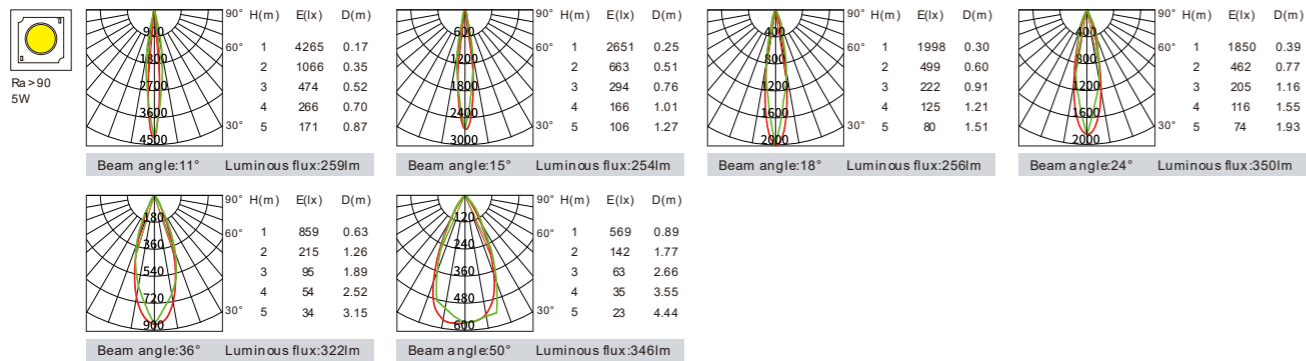 Ra>90
5W
90° H(m) E(lx) D(m)
900
1 4265 0.17
60°
1800
2 1066 0.35
2700
3 474 0.52
3600
4 266 0.70
30°
5 171 0.87
4500
Beam angle:11° Luminous flux:259lm
90° H(m) E(lx) D(m)
600
1 2651 0.25
60°
1200
2 663 0.51
1800
3 294 0.76
2400
4 166 1.01
30°
5 106 1.27
3000
Beam angle:15° Luminous flux:254lm
90° H(m) E(lx) D(m)
400
1 1998 0.30
60°
800
2 499 0.60
1200
3 222 0.91
1600
4 125 1.21
30°
5 80 1.51
2000
Beam angle:18° Luminous flux:256lm
90° H(m) E(lx) D(m)
400
1 1850 0.39
60°
800
2 462 0.77
1200
3 205 1.16
1600
4 116 1.55
30°
5 74 1.93
2000
Beam angle:24° Luminous flux:350lm
90° H(m) E(lx) D(m)
180
1 859 0.63
60°
360
2 215 1.26
540
3 95 1.89
720
4 54 2.52
30°
5 34 3.15
900
Beam angle:36° Luminous flux:322lm
90° H(m) E(lx) D(m)
120
1 569 0.89
60°
240
2 142 1.77
360
3 63 2.66
480
4 35 3.55
30°
5 23 4.44
600
Beam angle:50° Luminous flux:346lm